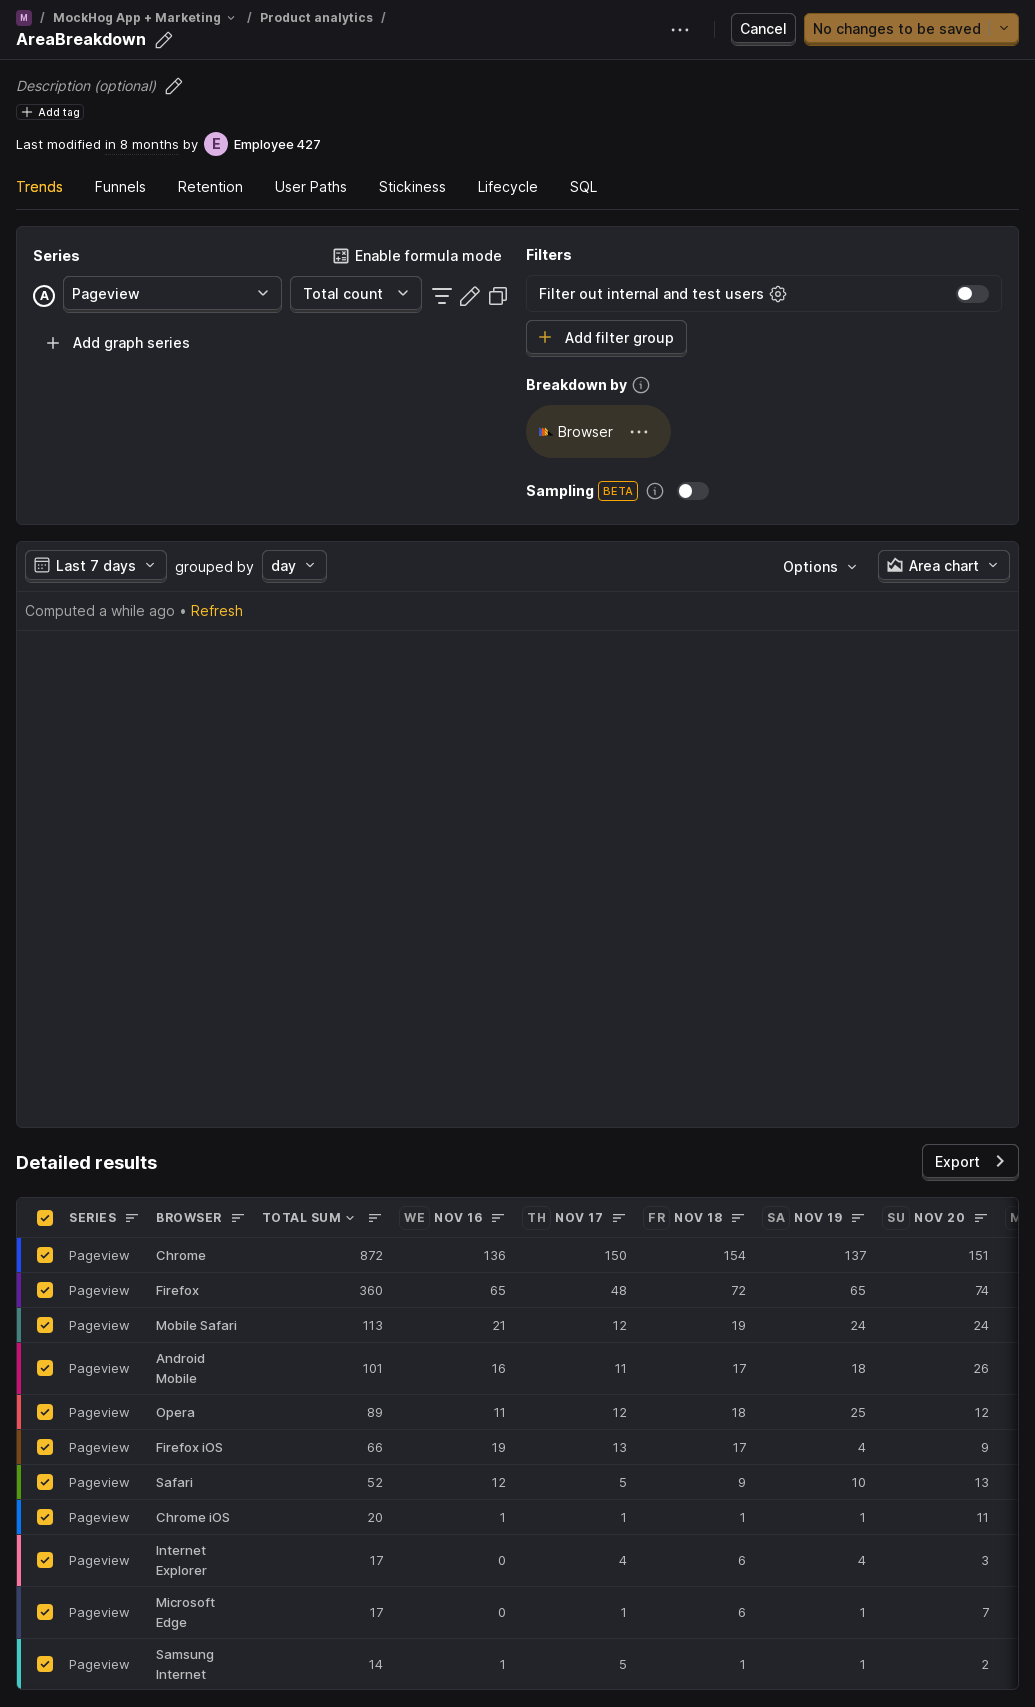 M / MockHog App + Marketing / Product analytics /
AreaBreakdown
Cancel
No changes to be saved
Description (optional)
Add tag
Last modified in 8 months by E Employee 427
Trends Funnels Retention User Paths Stickiness Lifecycle SQL
Series
Enable formula mode
A Pageview Total count
Add graph series
Filters
Filter out internal and test users
Add filter group
Breakdown by
Browser
Sampling BETA
Last 7 days grouped by day Options Area chart
Computed a while ago • Refresh
Detailed results
Export
SERIES BROWSER TOTAL SUM WE NOV 16 TH NOV 17 FR NOV 18 SA NOV 19 SU NOV 20
Pageview Chrome 872 136 150 154 137 151
Pageview Firefox 360 65 48 72 65 74
Pageview Mobile Safari 113 21 12 19 24 24
Pageview Android Mobile 101 16 11 17 18 26
Pageview Opera 89 11 12 18 25 12
Pageview Firefox iOS 66 19 13 17 4 9
Pageview Safari 52 12 5 9 10 13
Pageview Chrome iOS 20 1 1 1 1 11
Pageview Internet Explorer 17 0 4 6 4 3
Pageview Microsoft Edge 17 0 1 6 1 7
Pageview Samsung Internet 14 1 5 1 1 2